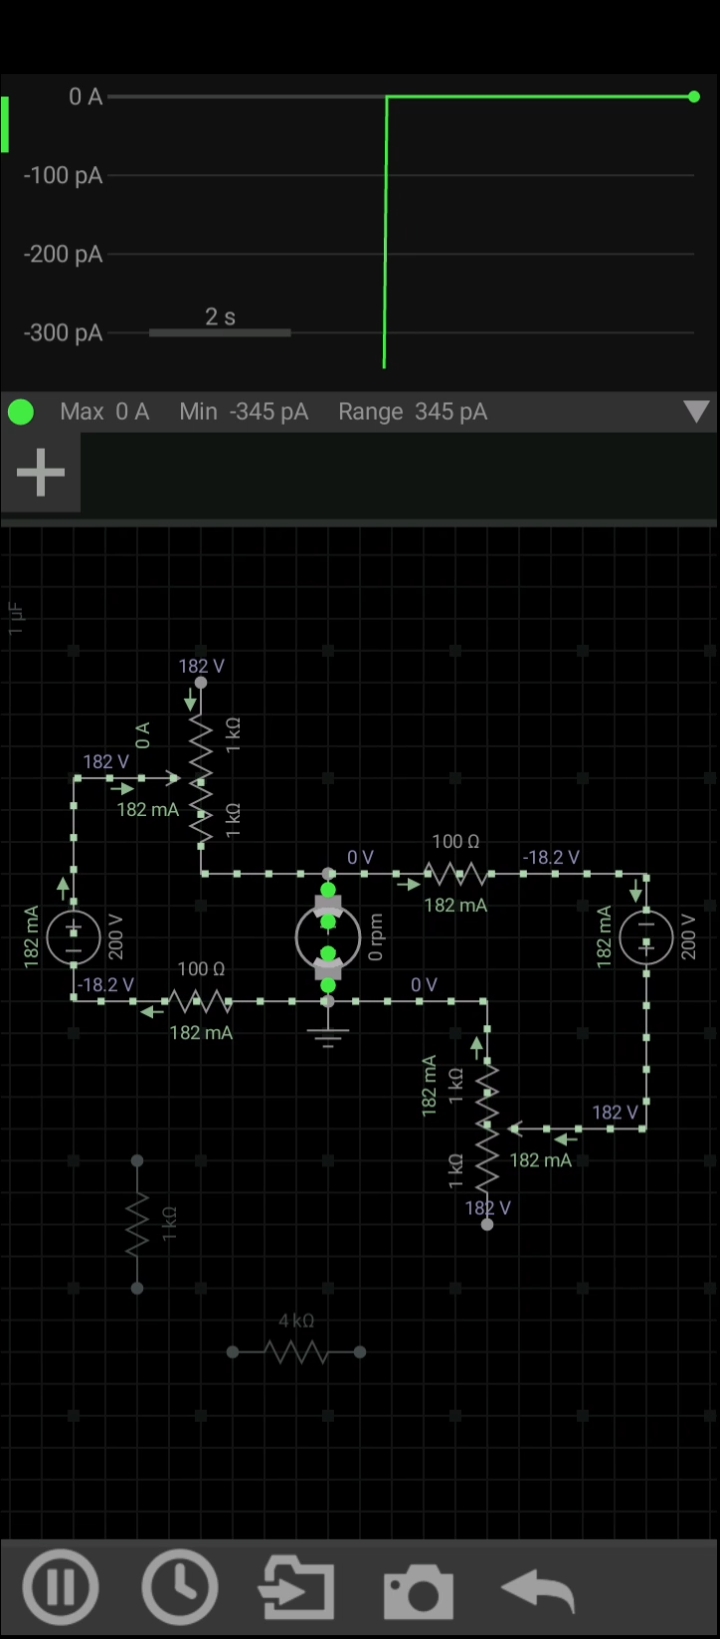 0 A
-100 pA
-200 pA
2 s
-300 pA
Max 0 A Min -345 pA Range 345 pA
1 µF
182 V
1 kΩ
0 A
182 V
182 mA
1 kΩ
100 Ω
0 V
-18.2 V
182 mA
182 mA
200 V
0 rpm
182 mA
200 V
100 Ω
-18.2 V
0 V
182 mA
182 mA
1 kΩ
182 V
182 mA
1 kΩ
182 V
1 kΩ
4 kΩ